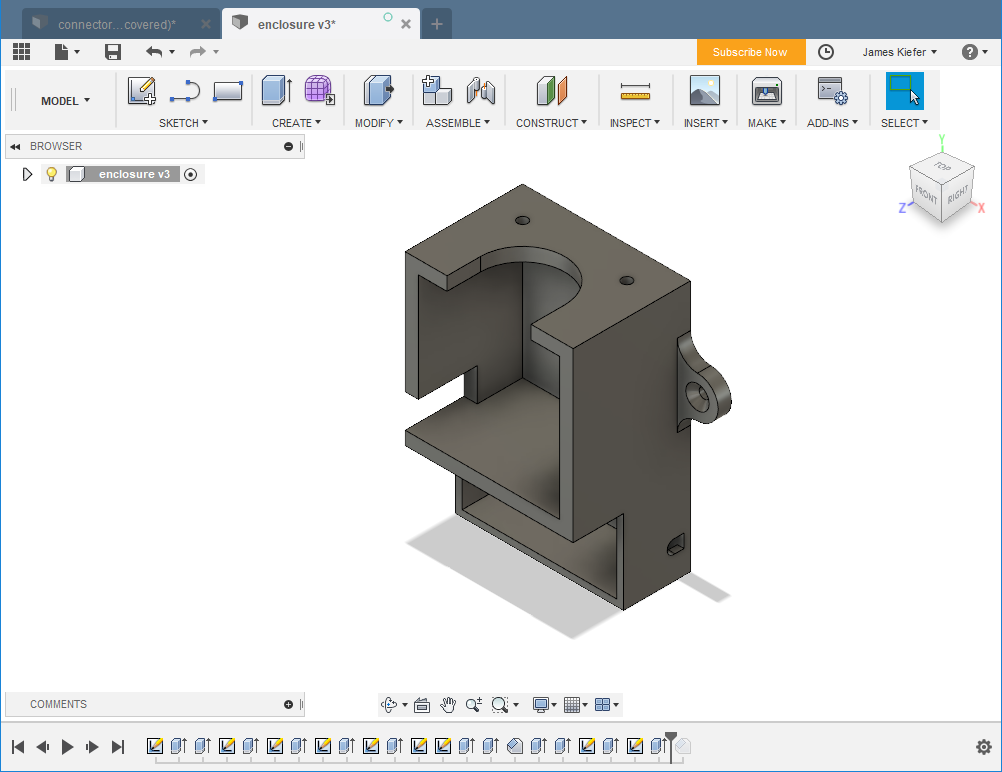 connector...covered)*
enclosure v3*
Subscribe Now
James Kiefer
MODEL
SKETCH
CREATE
MODIFY
ASSEMBLE
CONSTRUCT
INSPECT
INSERT
MAKE
ADD-INS
SELECT
BROWSER
enclosure v3
Y
TOP
FRONT
RIGHT
Z
X
COMMENTS